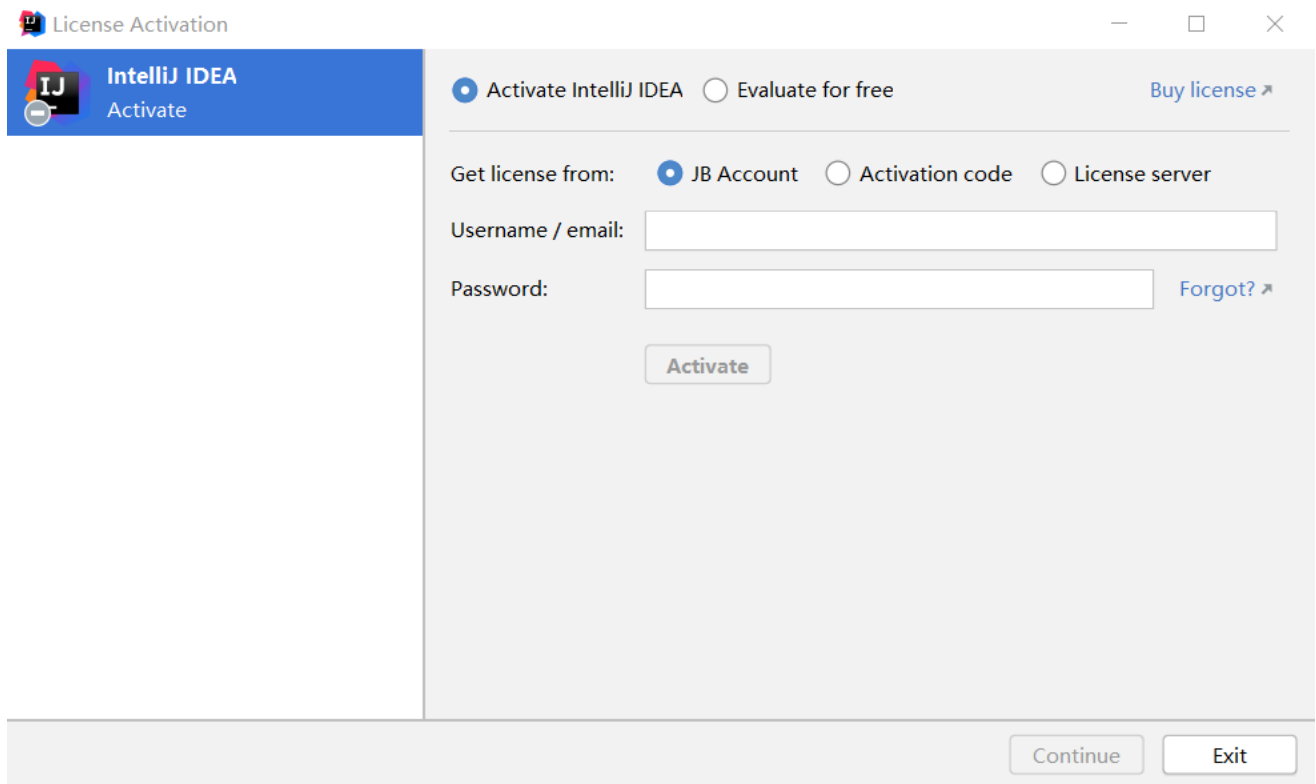 License Activation
IJ
IntelliJ IDEA
Activate
Activate IntelliJ IDEA Evaluate for free Buy license
Get license from: JB Account Activation code License server
Username / email:
Password: Forgot?
Activate
Continue Exit